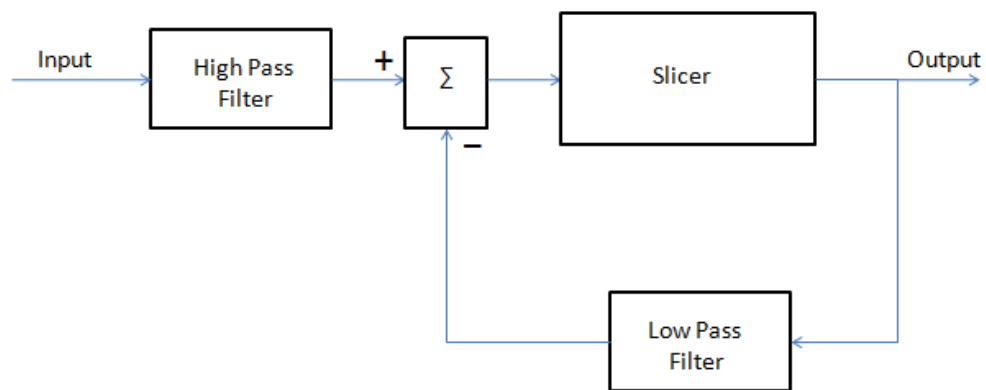 Input
High Pass
Filter
+
Σ
−
Slicer
Output
Low Pass
Filter